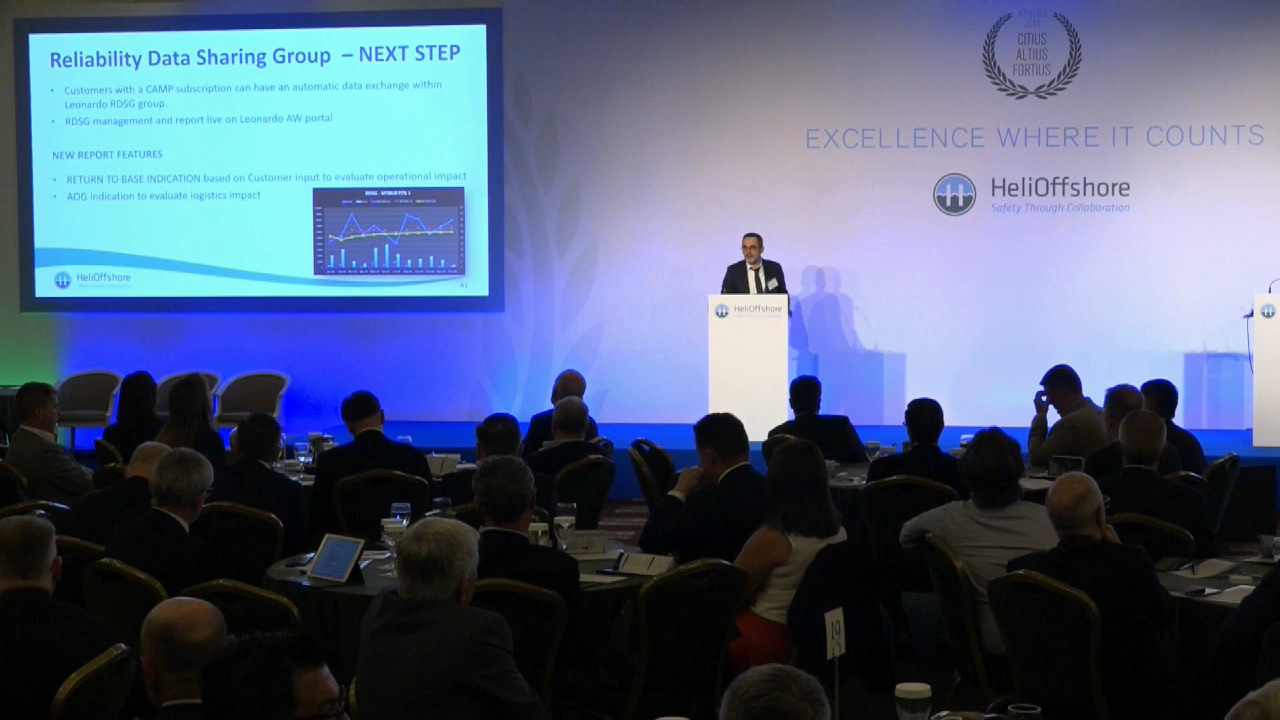 Reliability Data Sharing Group – NEXT STEP
• Customers with a CAMP subscription can have an automatic data exchange within
Leonardo RDSG group.
• RDSG management and report live on Leonardo AW portal
NEW REPORT FEATURES
• RETURN TO BASE INDICATION based on Customer input to evaluate operational impact
• AOG indication to evaluate logistics impact
HeliOffshore
41
CITIUS
ALTIUS
FORTIUS
EXCELLENCE WHERE IT COUNTS
HeliOffshore
Safety Through Collaboration
HeliOffshore
19